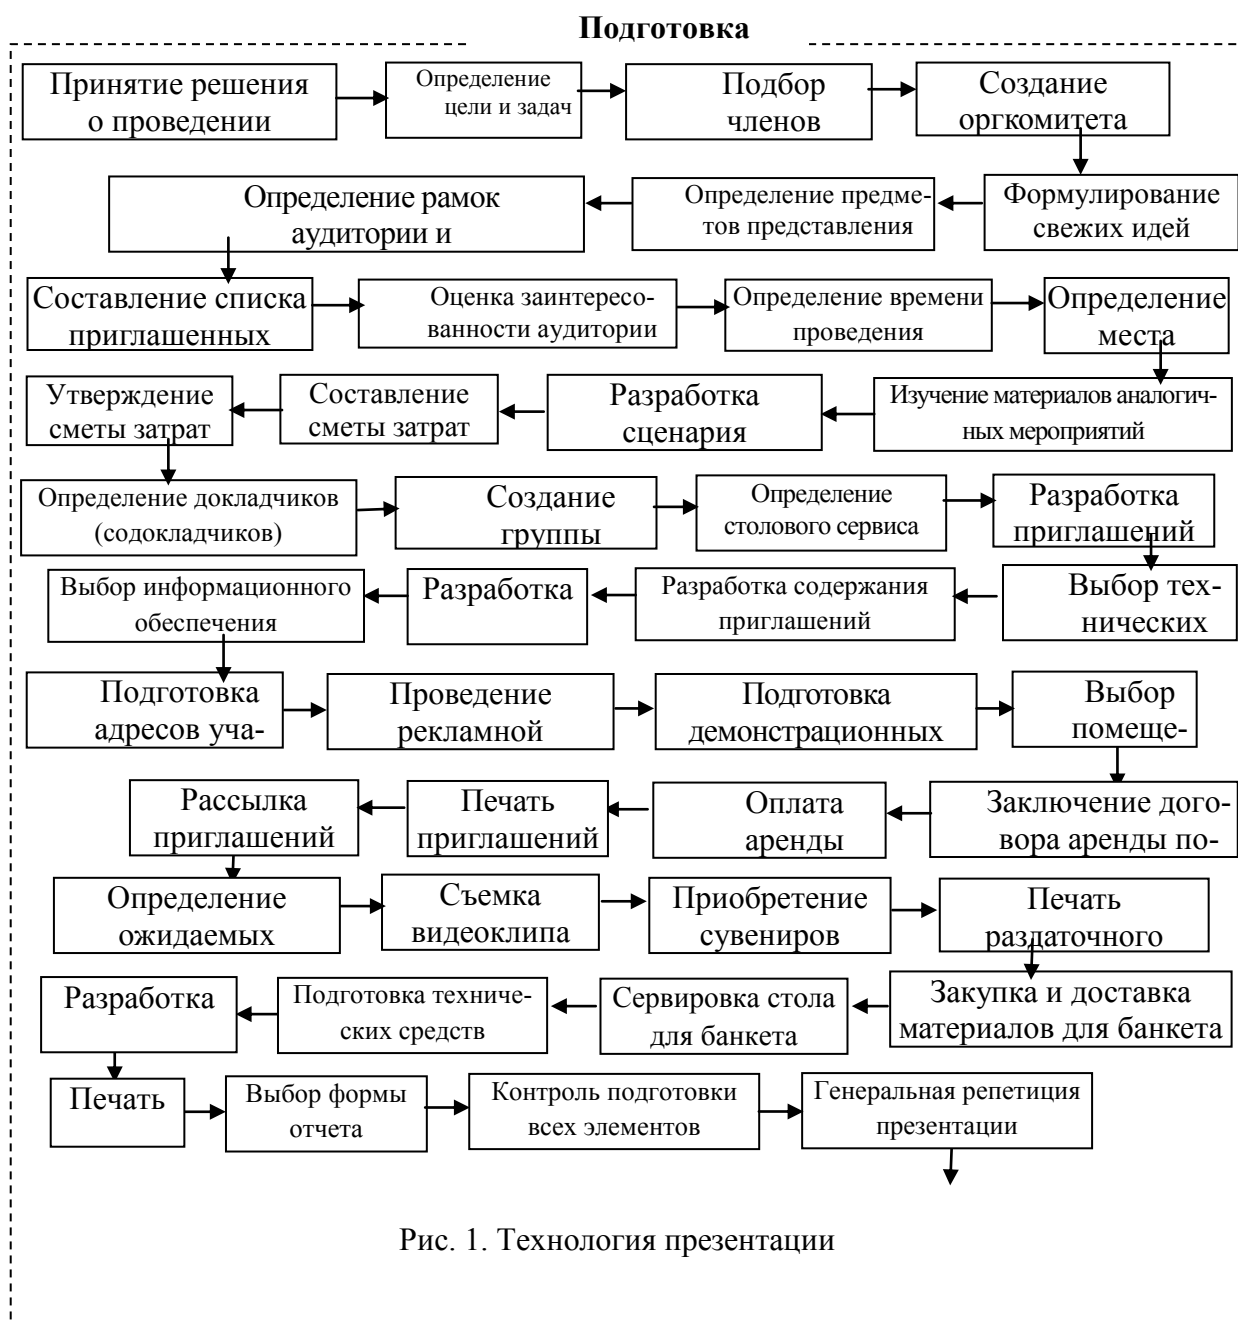 Подготовка
Принятие решения
о проведении
Определение
цели и задач
Подбор
членов
Создание
оргкомитета
Формулирование
свежих идей
Определение предме-
тов представления
Определение рамок
аудитории и
Составление списка
приглашенных
Оценка заинтересо-
ванности аудитории
Определение времени
проведения
Определение
места
Изучение материалов аналогич-
ных мероприятий
Разработка
сценария
Составление
сметы затрат
Утверждение
сметы затрат
Определение докладчиков
(содокладчиков)
Создание
группы
Определение
столового сервиса
Разработка
приглашений
Выбор тех-
нических
Разработка содержания
приглашений
Разработка
Выбор информационного
обеспечения
Подготовка
адресов уча-
Проведение
рекламной
Подготовка
демонстрационных
Выбор
помеще-
Заключение дого-
вора аренды по-
Оплата
аренды
Печать
приглашений
Рассылка
приглашений
Определение
ожидаемых
Съемка
видеоклипа
Приобретение
сувениров
Печать
раздаточного
Закупка и доставка
материалов для банкета
Сервировка стола
для банкета
Подготовка техниче-
ских средств
Разработка
Печать
Выбор формы
отчета
Контроль подготовки
всех элементов
Генеральная репетиция
презентации
Рис. 1. Технология презентации